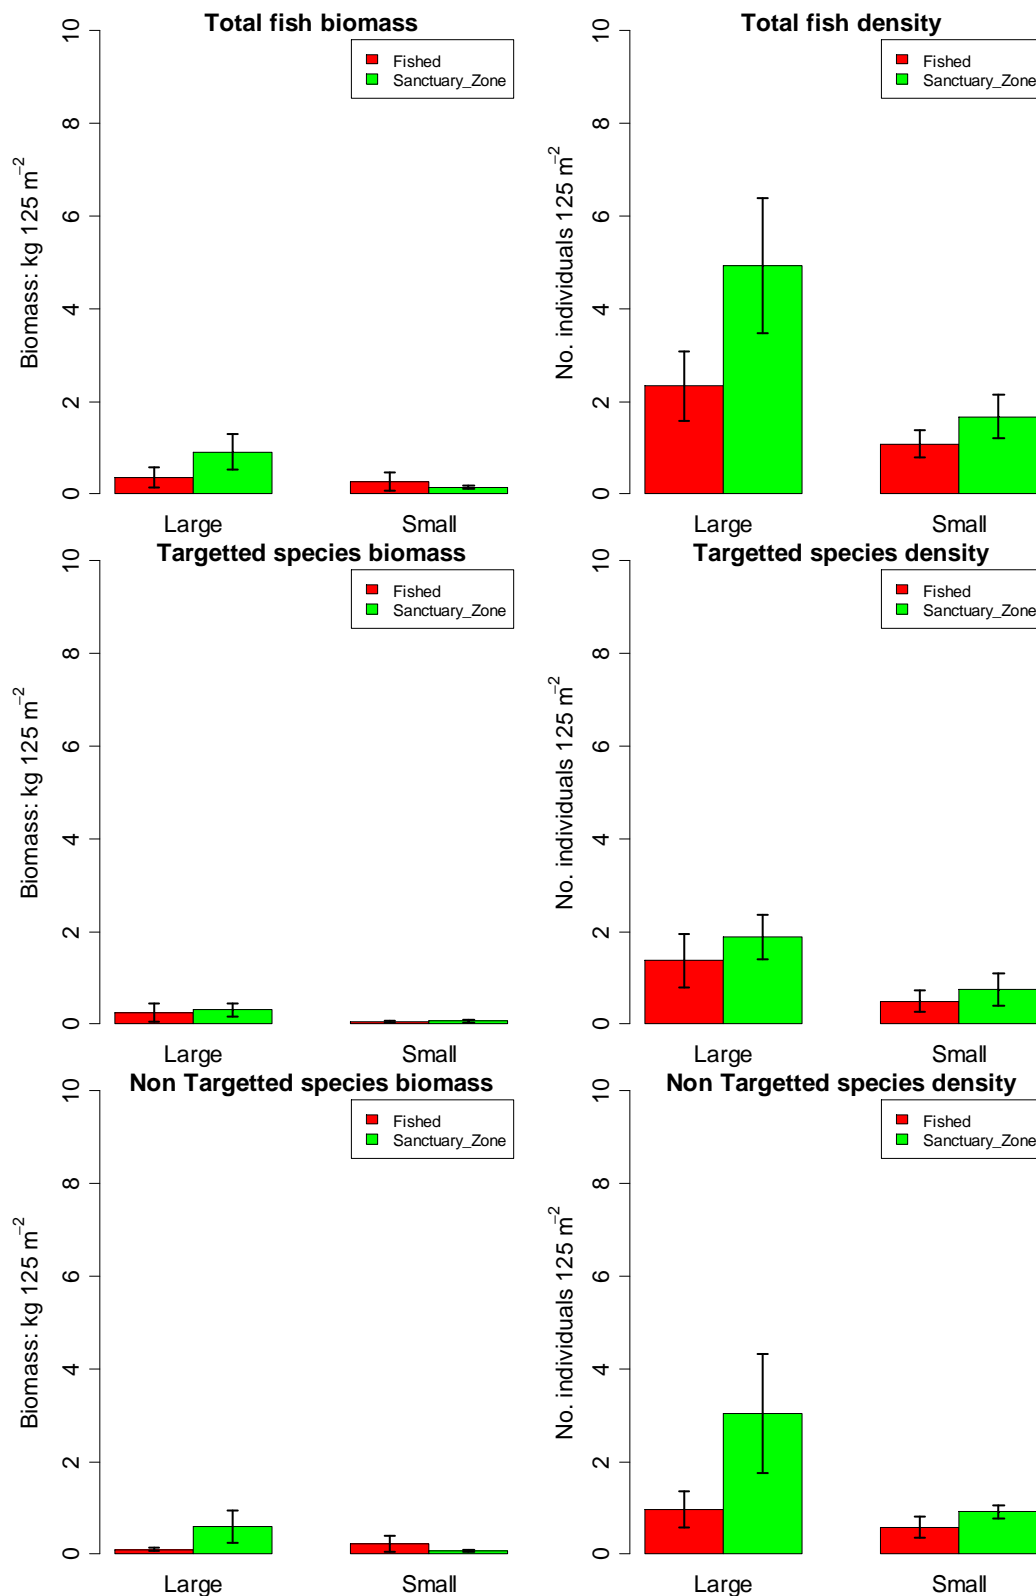 Total fish biomass
Fished
Sanctuary_Zone
Biomass: kg 125 m⁻²
10
8
6
4
2
0
Large Small
Total fish density
Fished
Sanctuary_Zone
No. individuals 125 m⁻²
10
8
6
4
2
0
Large Small
Targetted species biomass
Fished
Sanctuary_Zone
Biomass: kg 125 m⁻²
10
8
6
4
2
0
Large Small
Targetted species density
Fished
Sanctuary_Zone
No. individuals 125 m⁻²
10
8
6
4
2
0
Large Small
Non Targetted species biomass
Fished
Sanctuary_Zone
Biomass: kg 125 m⁻²
10
8
6
4
2
0
Large Small
Non Targetted species density
Fished
Sanctuary_Zone
No. individuals 125 m⁻²
10
8
6
4
2
0
Large Small